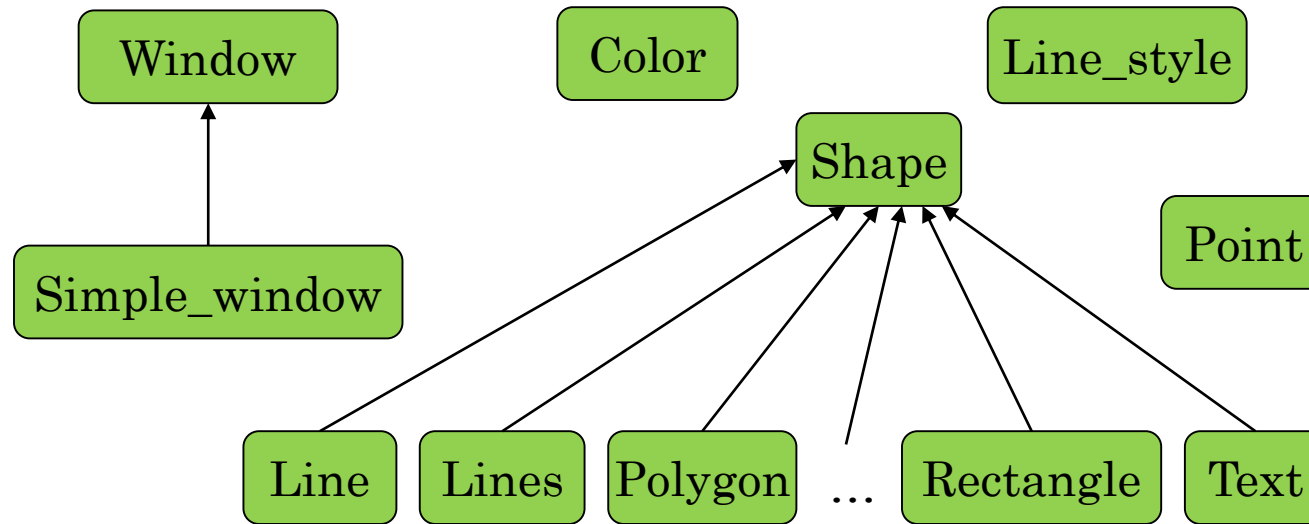 Window
Color
Line_style
Shape
Point
Simple_window
Line
Lines
Polygon
...
Rectangle
Text